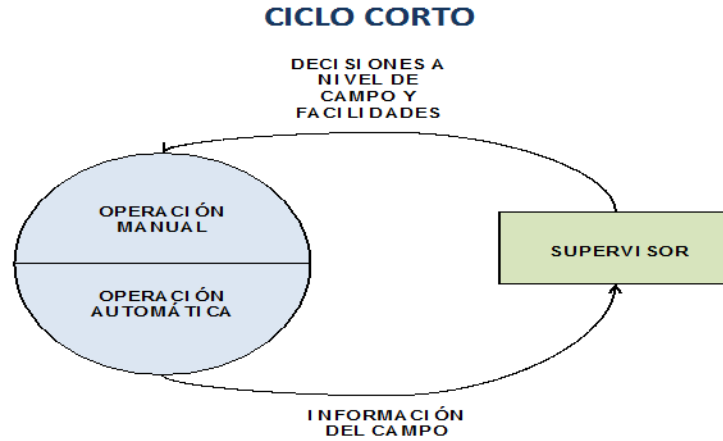 CICLO CORTO
DECISIONES A
NIVEL DE
CAMPO Y
FACILIDADES
OPERACIÓN
MANUAL
OPERACIÓN
AUTOMÁTICA
SUPERVISOR
INFORMACIÓN
DEL CAMPO